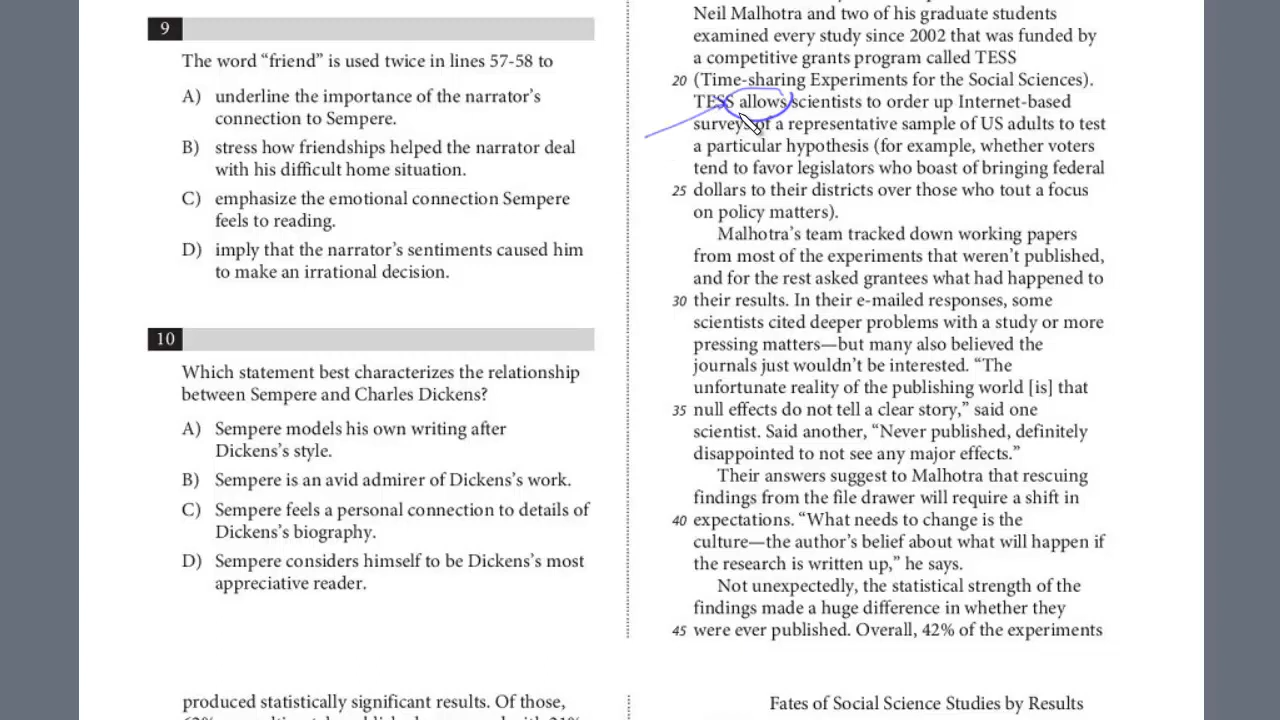 9
The word “friend” is used twice in lines 57-58 to
A) underline the importance of the narrator’s
connection to Sempere.
B) stress how friendships helped the narrator deal
with his difficult home situation.
C) emphasize the emotional connection Sempere
feels to reading.
D) imply that the narrator’s sentiments caused him
to make an irrational decision.
10
Which statement best characterizes the relationship
between Sempere and Charles Dickens?
A) Sempere models his own writing after
Dickens’s style.
B) Sempere is an avid admirer of Dickens’s work.
C) Sempere feels a personal connection to details of
Dickens’s biography.
D) Sempere considers himself to be Dickens’s most
appreciative reader.
produced statistically significant results. Of those,
Neil Malhotra and two of his graduate students
examined every study since 2002 that was funded by
a competitive grants program called TESS
20 (Time-sharing Experiments for the Social Sciences).
TESS allows scientists to order up Internet-based
surveys of a representative sample of US adults to test
a particular hypothesis (for example, whether voters
tend to favor legislators who boast of bringing federal
25 dollars to their districts over those who tout a focus
on policy matters).
Malhotra’s team tracked down working papers
from most of the experiments that weren’t published,
and for the rest asked grantees what had happened to
30 their results. In their e-mailed responses, some
scientists cited deeper problems with a study or more
pressing matters—but many also believed the
journals just wouldn’t be interested. “The
unfortunate reality of the publishing world [is] that
35 null effects do not tell a clear story,” said one
scientist. Said another, “Never published, definitely
disappointed to not see any major effects.”
Their answers suggest to Malhotra that rescuing
findings from the file drawer will require a shift in
40 expectations. “What needs to change is the
culture—the author’s belief about what will happen if
the research is written up,” he says.
Not unexpectedly, the statistical strength of the
findings made a huge difference in whether they
45 were ever published. Overall, 42% of the experiments
Fates of Social Science Studies by Results